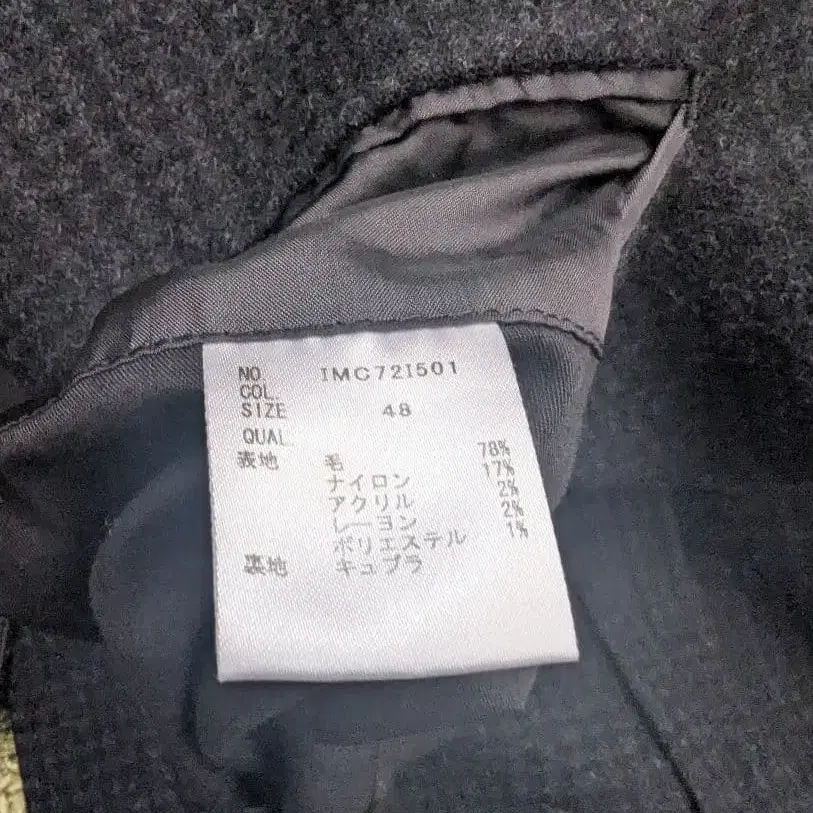 NO. IMC72I501
COL.
SIZE 48
QUAL
表地 毛 78%
ナイロン 17%
アクリル 2%
レーヨン 2%
ポリエステル 1%
裏地 キュプラ